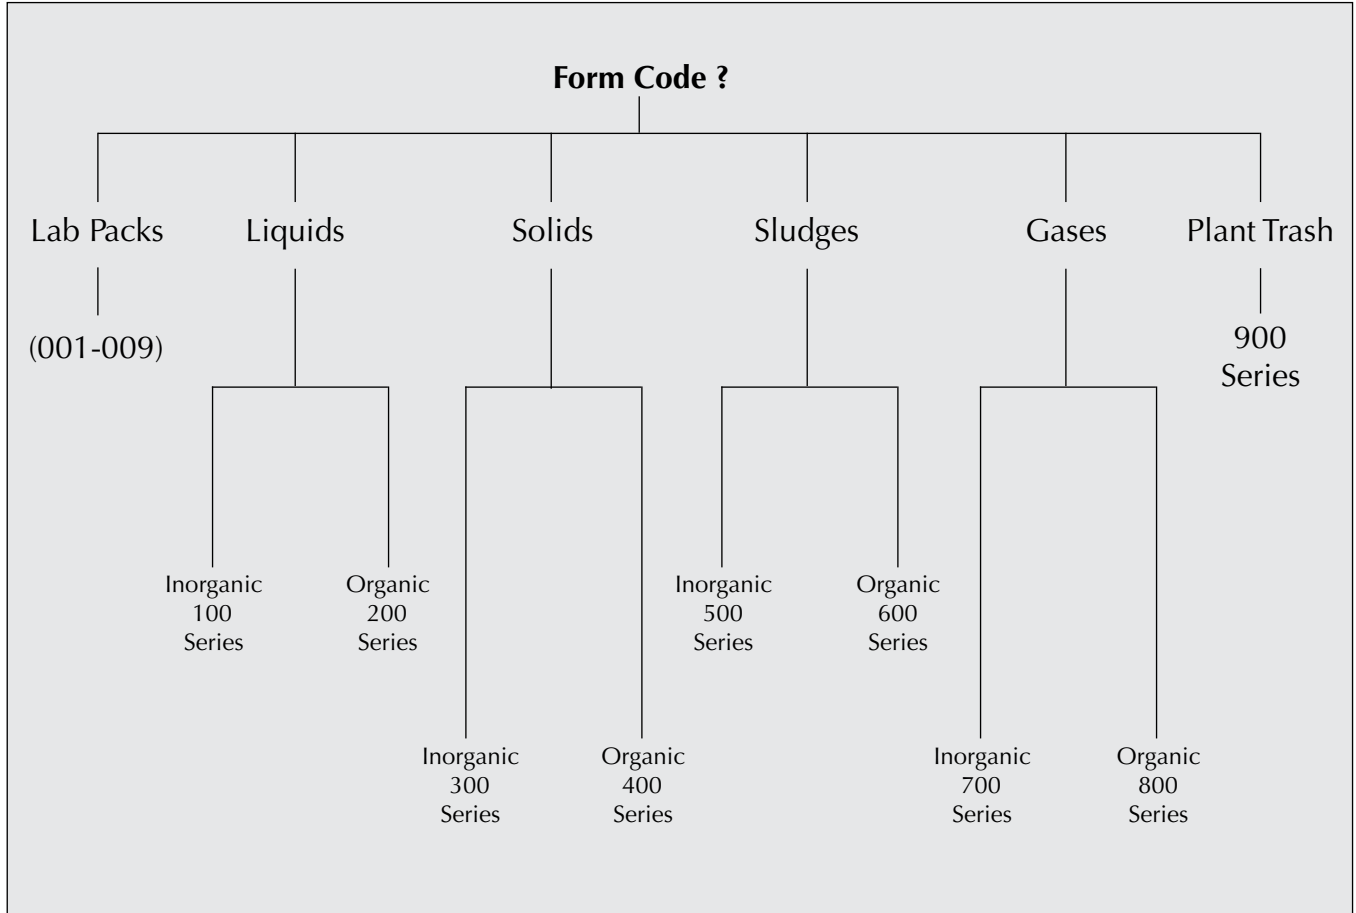 Form Code ?
Lab Packs
Liquids
Solids
Sludges
Gases
Plant Trash
(001-009)
900
Series
Inorganic
100
Series
Organic
200
Series
Inorganic
300
Series
Organic
400
Series
Inorganic
500
Series
Organic
600
Series
Inorganic
700
Series
Organic
800
Series